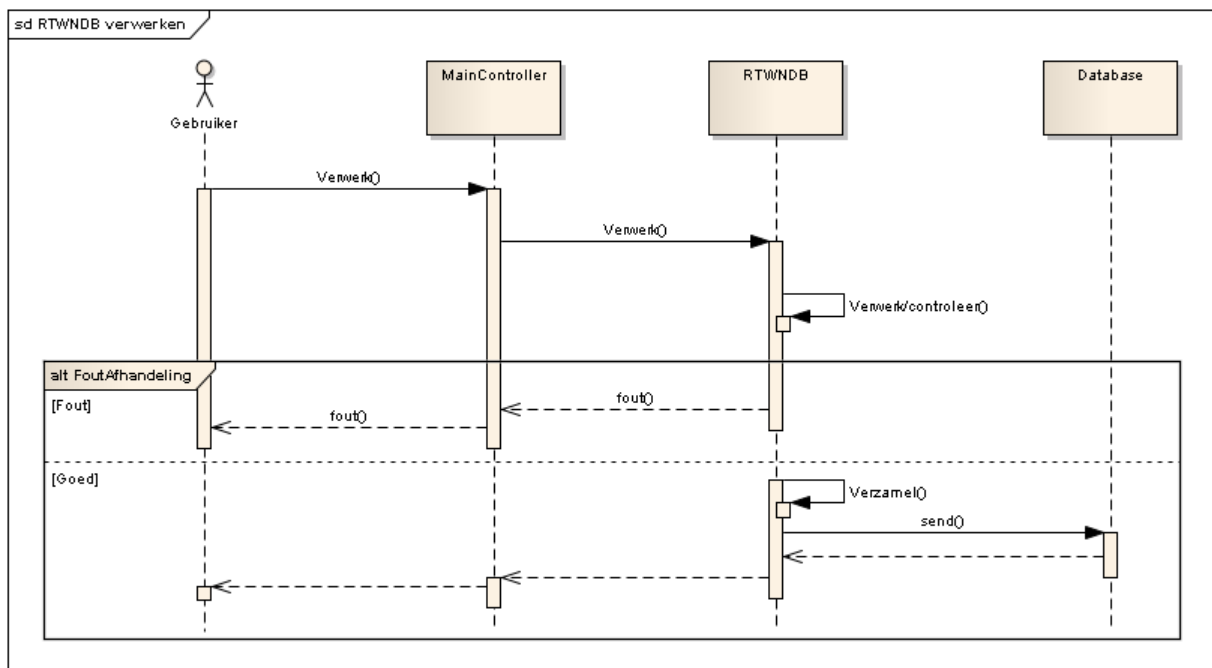 sd RTWNDB verwerken
Gebruiker
MainController
RTWNDB
Database
Verwerk()
Verwerk()
Verwerk/controleer()
alt FoutAfhandeling
[Fout]
fout()
fout()
[Goed]
Verzamel()
send()